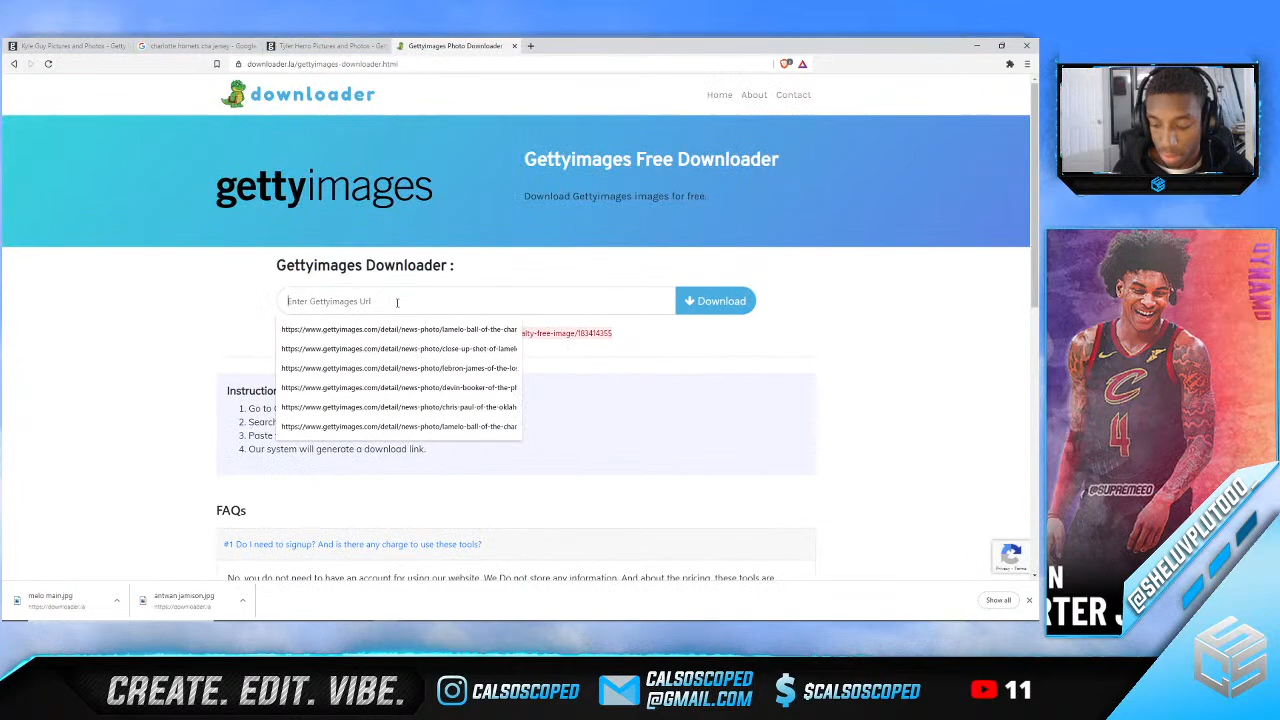 Kyle Guy Pictures and Photos - Getty
charlotte hornets cha jersey - Google
Tyler Herro Pictures and Photos - Get
Gettyimages Photo Downloader
downloader.la/gettyimages-downloader.html
downloader
Home About Contact
gettyimages
Gettyimages Free Downloader
Download Gettyimages images for free.
Gettyimages Downloader :
Enter Gettyimages Url
Download
https://www.gettyimages.com/detail/news-photo/lamelo-ball-of-the-char
alty-free-image/183414355
https://www.gettyimages.com/detail/news-photo/close-up-shot-of-lamel
https://www.gettyimages.com/detail/news-photo/lebron-james-of-the-lo
https://www.gettyimages.com/detail/news-photo/devin-booker-of-the-p
https://www.gettyimages.com/detail/news-photo/chris-paul-of-the-oklah
https://www.gettyimages.com/detail/news-photo/lamelo-ball-of-the-char
Instruction
1. Go to
2. Search
3. Paste
4. Our system will generate a download link.
FAQs
#1 Do I need to signup? And is there any charge to use these tools?
No, you do not need to have an account for using our website. We Do not store any information. And about the pricing, these tools are
Privacy - Terms
melo main.jpg
https://downloader.la
antwan jamison.jpg
https://downloader.la
Show all
DYNAMO
C
4
@SUPREMEEO
N
RTER J
@SHELUVPLUTOOO_
CREATE. EDIT. VIBE.
CALSOSCOPED
CALSOSCOPED
@GMAIL.COM
$CALSOSCOPED
11